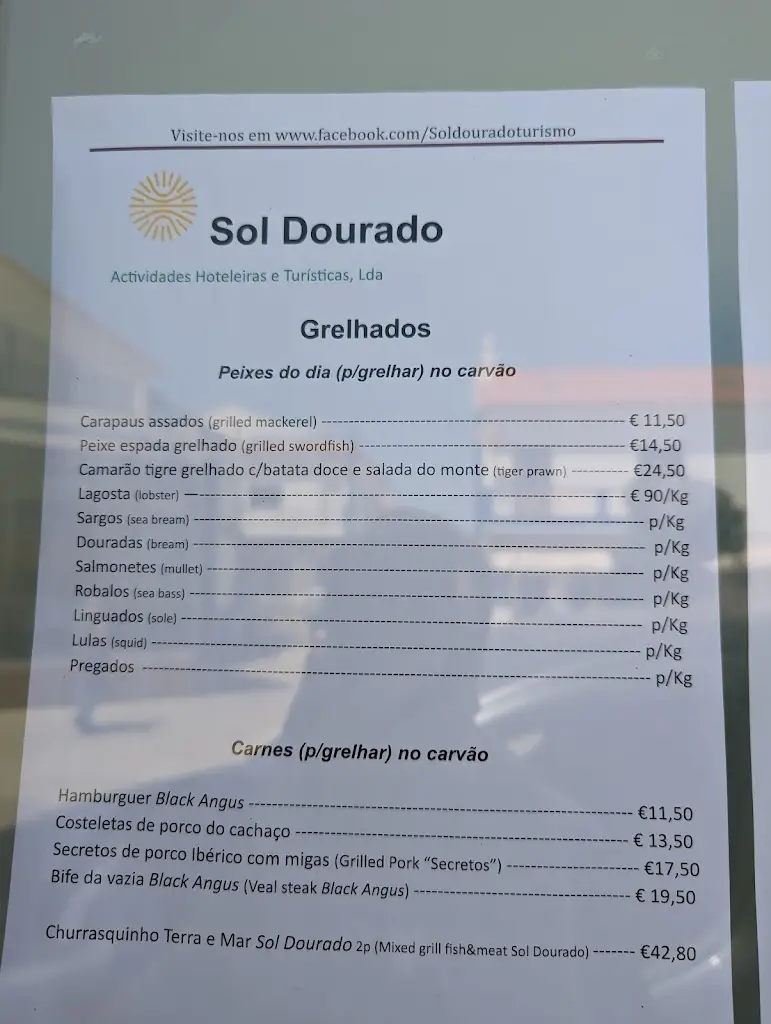 Visite-nos em www.facebook.com/Soldouradoturismo
Sol Dourado
Actividades Hoteleiras e Turísticas, Lda
Grelhados
Peixes do dia (p/grelhar) no carvão
Carapaus assados (grilled mackerel) ---------- € 11,50
Peixe espada grelhado (grilled swordfish) ---------- €14,50
Camarão tigre grelhado c/batata doce e salada do monte (tiger prawn) ---------- €24,50
Lagosta (lobster) ---------- € 90/Kg
Sargos (sea bream) ---------- p/Kg
Douradas (bream) ---------- p/Kg
Salmonetes (mullet) ---------- p/Kg
Robalos (sea bass) ---------- p/Kg
Linguados (sole) ---------- p/Kg
Lulas (squid) ---------- p/Kg
Pregados ---------- p/Kg
Carnes (p/grelhar) no carvão
Hamburguer Black Angus ---------- €11,50
Costeletas de porco do cachaço ---------- € 13,50
Secretos de porco Ibérico com migas (Grilled Pork “Secretos”) ---------- €17,50
Bife da vazia Black Angus (Veal steak Black Angus) ---------- € 19,50
Churrasquinho Terra e Mar Sol Dourado 2p (Mixed grill fish&meat Sol Dourado) ------- €42,80